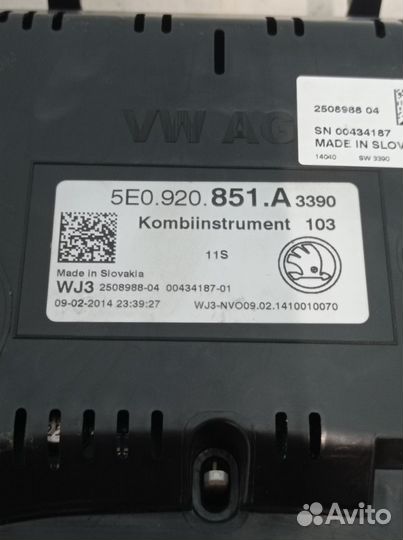 VW AG
2508988 04
SN 00434187
MADE IN SLOV
14040 SW 3390
5E0.920.851.A 3390
Kombiinstrument 103
11S
Made in Slovakia
WJ3 2508988-04 00434187-01
09-02-2014 23:39:27 WJ3-NVO09.02.1410010070
Avito